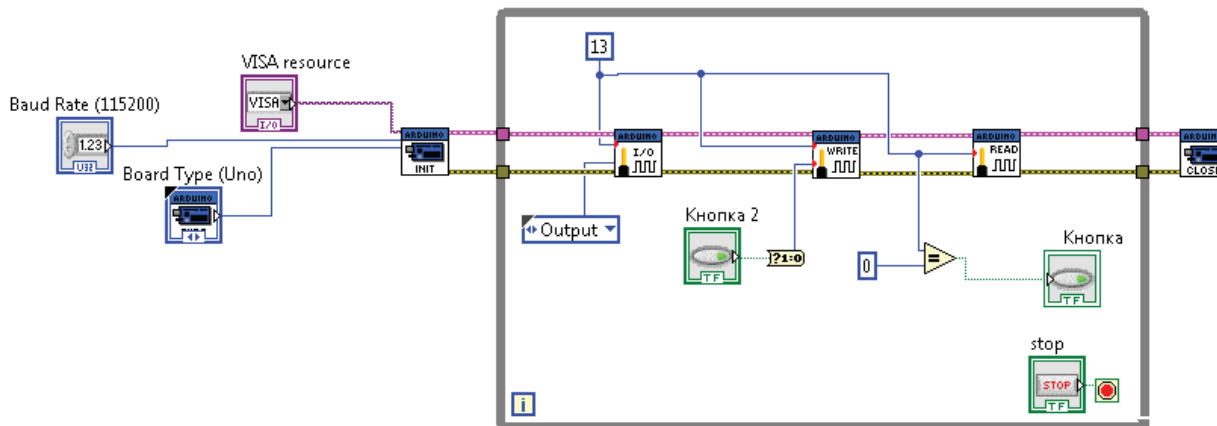 VISA resource
VISA
I/O
Baud Rate (115200)
1.23
U32
Board Type (Uno)
ARDUINO
ARDUINO
INIT
13
ARDUINO
I/O
ARDUINO
WRITE
ARDUINO
READ
ARDUINO
CLOS
Output
Кнопка 2
TF
?1:0
0
=
Кнопка
TF
stop
STOP
TF
i